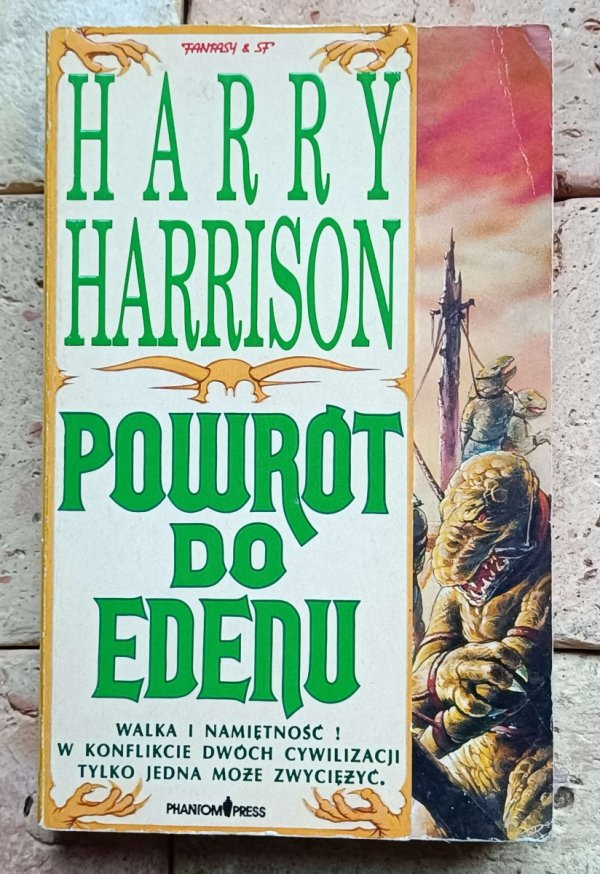 FANTASY & SF
HARRY
HARRISON
POWRÓT
DO
EDENU
WALKA I NAMIĘTNOŚĆ !
W KONFLIKCIE DWÓCH CYWILIZACJI
TYLKO JEDNA MOŻE ZWYCIĘŻYĆ.
PHANTOM PRESS